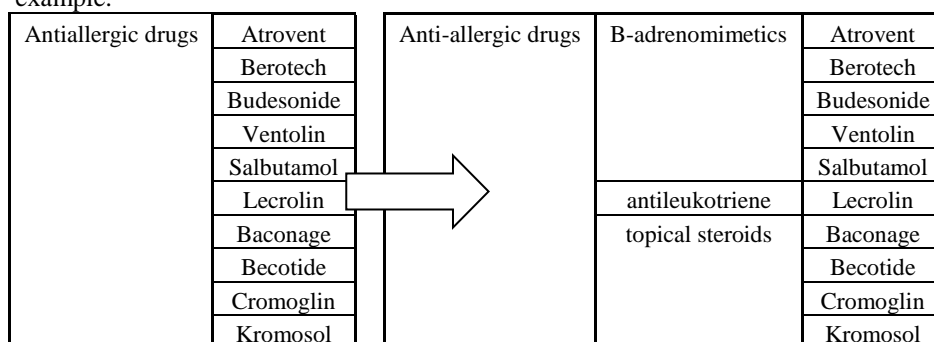 example:
Antiallergic drugs Atrovent Anti-allergic drugs B-adrenomimetics Atrovent
Berotech Berotech
Budesonide Budesonide
Ventolin Ventolin
Salbutamol Salbutamol
Lecrolin antileukotriene Lecrolin
Baconage topical steroids Baconage
Becotide Becotide
Cromoglin Cromoglin
Kromosol Kromosol